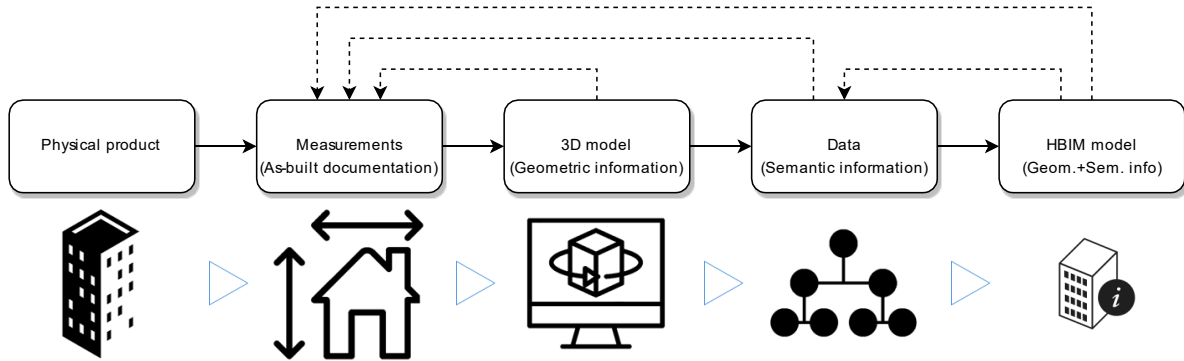 Physical product
Measurements
(As-built documentation)
3D model
(Geometric information)
Data
(Semantic information)
HBIM model
(Geom.+Sem. info)
i